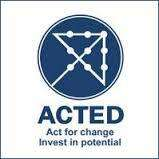 ACTED
Act for change
Invest in potential